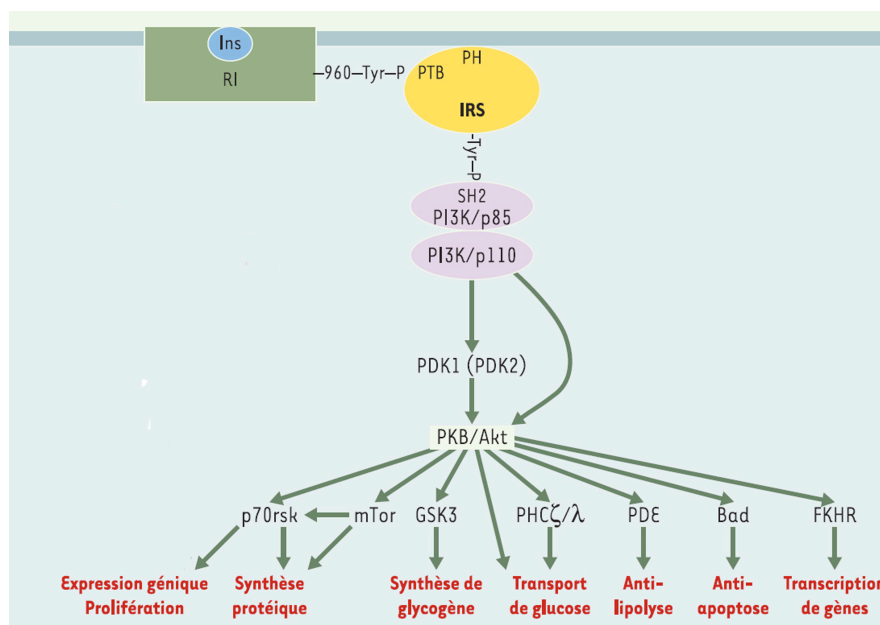 Ins
RI
–960–Tyr–P
PTB
PH
IRS
-Tyr–P
SH2
PI3K/p85
PI3K/p110
PDK1 (PDK2)
PKB/Akt
p70rsk
mTor
GSK3
PHCζ/λ
PDE
Bad
FKHR
Expression génique
Prolifération
Synthèse
protéique
Synthèse de
glycogène
Transport
de glucose
Anti-
lipolyse
Anti-
apoptose
Transcription
de gènes